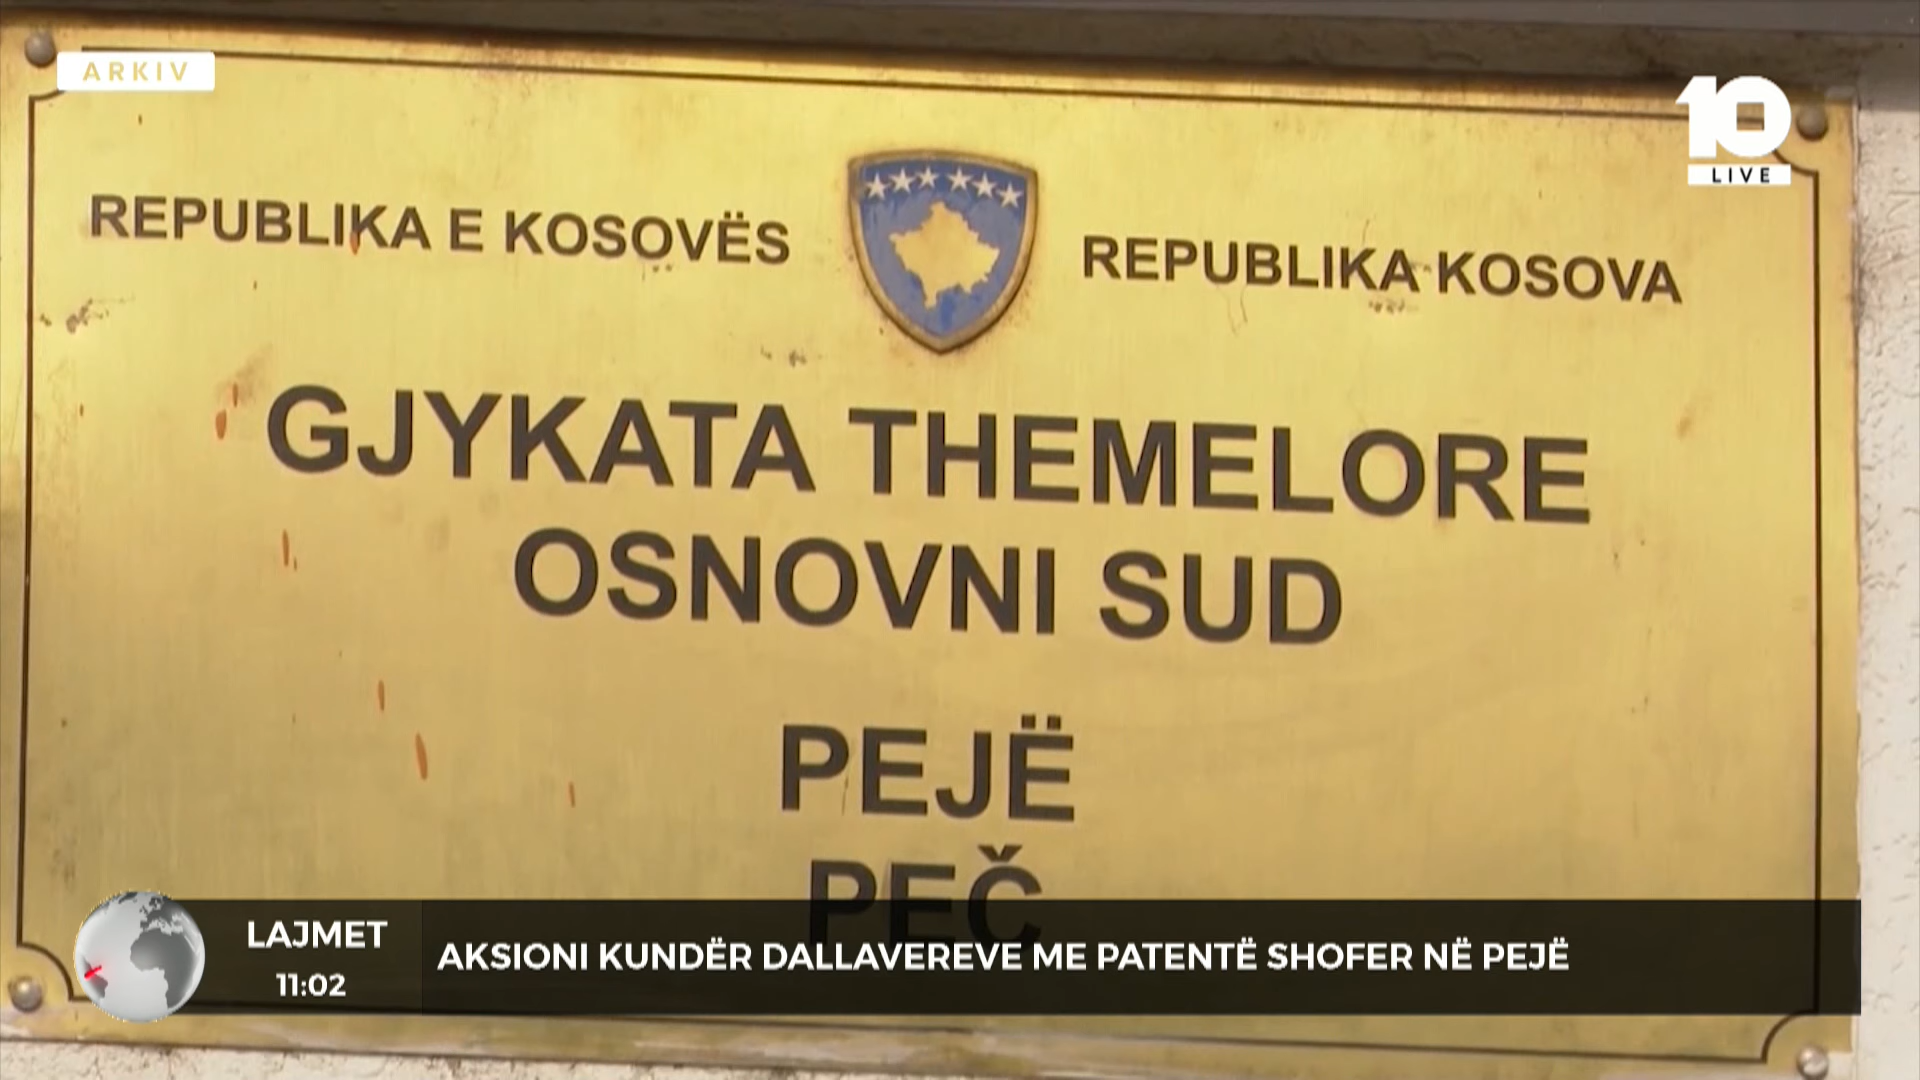 ARKIV
10
LIVE
REPUBLIKA E KOSOVËS
REPUBLIKA KOSOVA
GJYKATA THEMELORE
OSNOVNI SUD
PEJË
PEČ
LAJMET
11:02
AKSIONI KUNDËR DALLAVEREVE ME PATENTË SHOFER NË PEJË